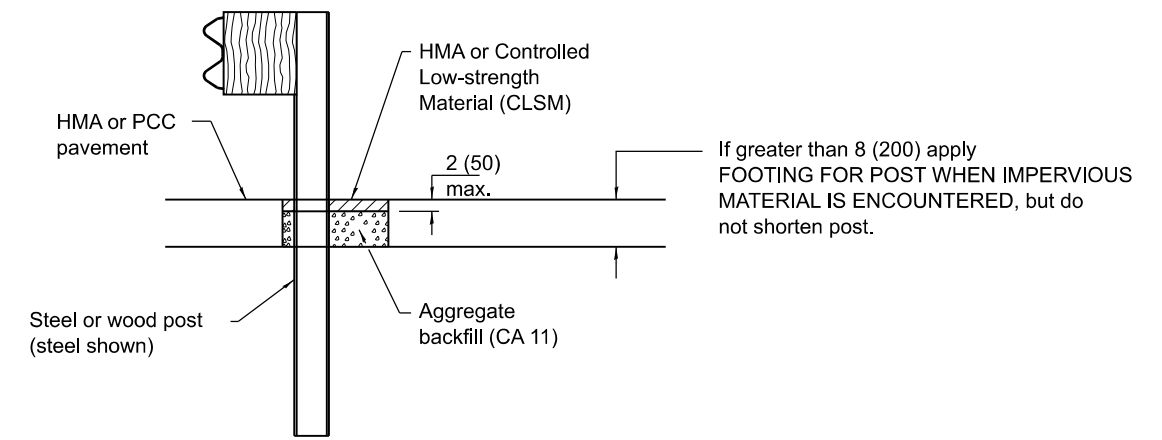 HMA or Controlled
Low-strength
Material (CLSM)
HMA or PCC
pavement
2 (50)
max.
If greater than 8 (200) apply
FOOTING FOR POST WHEN IMPERVIOUS
MATERIAL IS ENCOUNTERED, but do
not shorten post.
Steel or wood post
(steel shown)
Aggregate
backfill (CA 11)